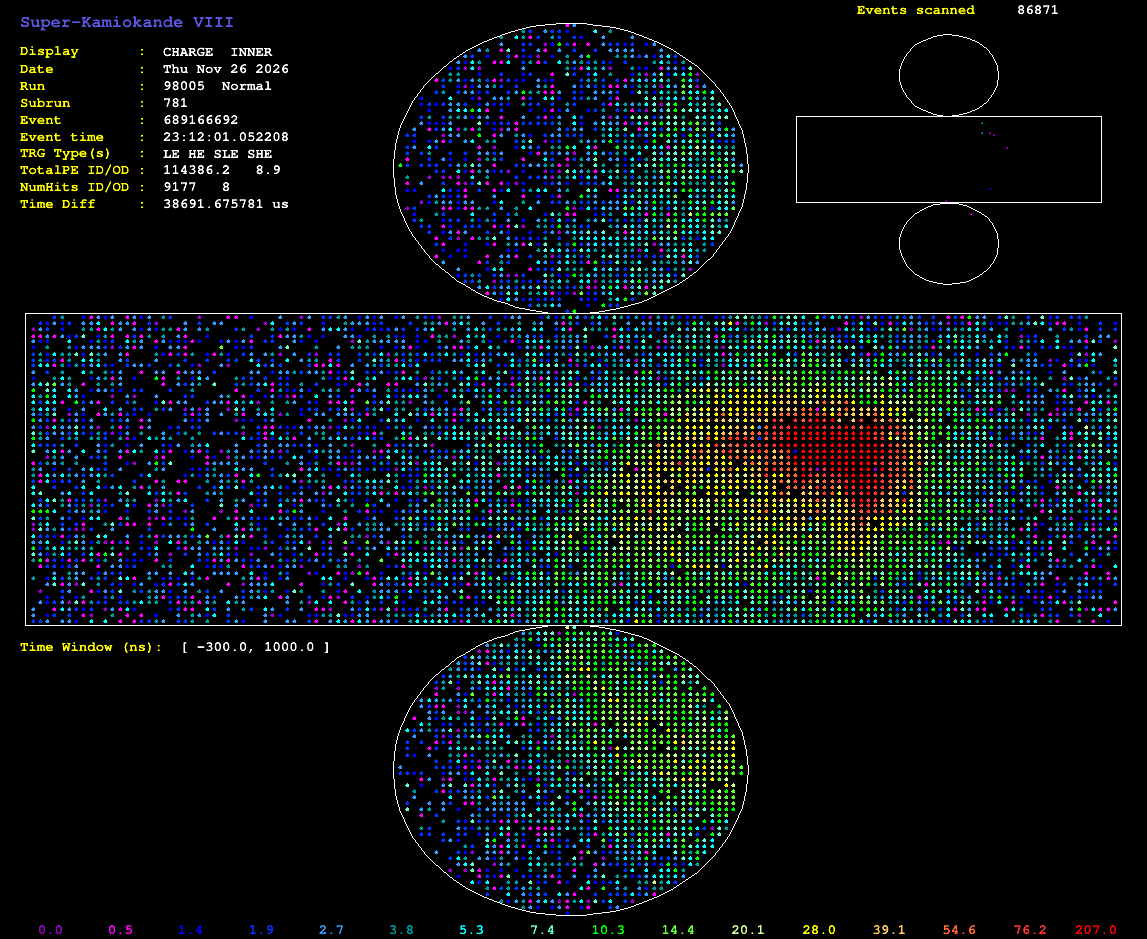 Super-Kamiokande VIII
Events scanned 86871
Display : CHARGE INNER
Date : Thu Nov 26 2026
Run : 98005 Normal
Subrun : 781
Event : 689166692
Event time : 23:12:01.052208
TRG Type(s) : LE HE SLE SHE
TotalPE ID/OD : 114386.2 8.9
NumHits ID/OD : 9177 8
Time Diff : 38691.675781 us
Time Window (ns): [ -300.0, 1000.0 ]
0.0 0.5 1.4 1.9 2.7 3.8 5.3 7.4 10.3 14.4 20.1 28.0 39.1 54.6 76.2 207.0